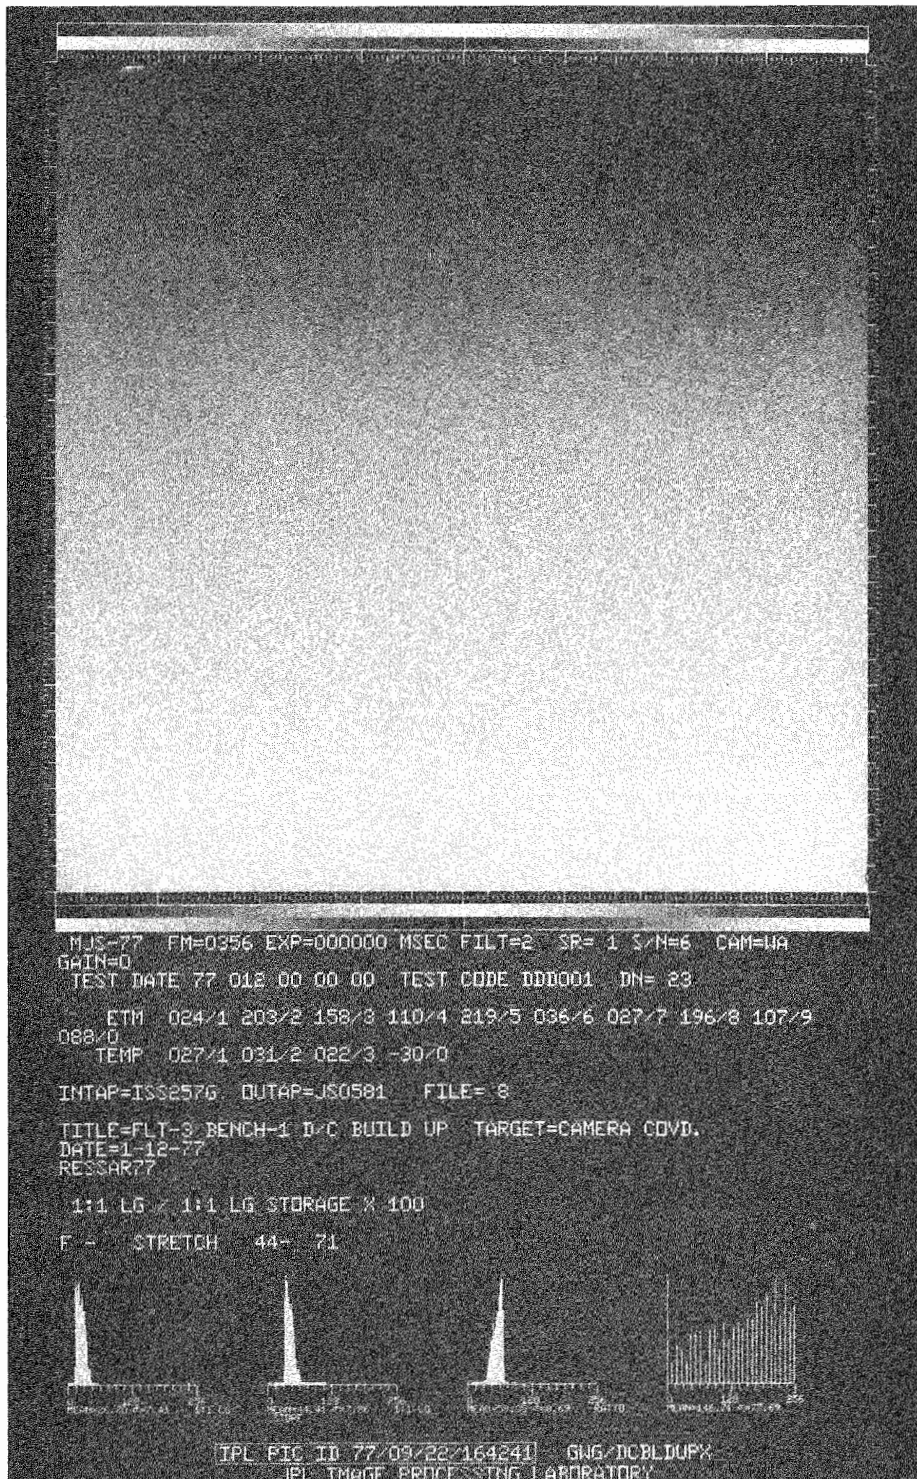 MJS-77 FM=0356 EXP=000000 MSEC FILT=2 SR= 1 S/N=6 CAM=WA
GAIN=0
TEST DATE 77 012 00 00 00 TEST CODE DDD001 DN= 23
ETM 024/1 203/2 158/3 110/4 219/5 036/6 027/7 196/8 107/9
088/0
TEMP 027/1 031/2 022/3 -30/0
INTAP=ISS257G OUTAP=JS0581 FILE= 8
TITLE=FLT-3 BENCH-1 D/C BUILD UP TARGET=CAMERA COVD.
DATE=1-12-77
RESSAR77
1:1 LG / 1:1 LG STORAGE X 100
F - STRETCH 44- 71
IPL PIC ID 77/09/22/164241 GWG/DCBLDUPX
JPL IMAGE PROCESSING LABORATORY